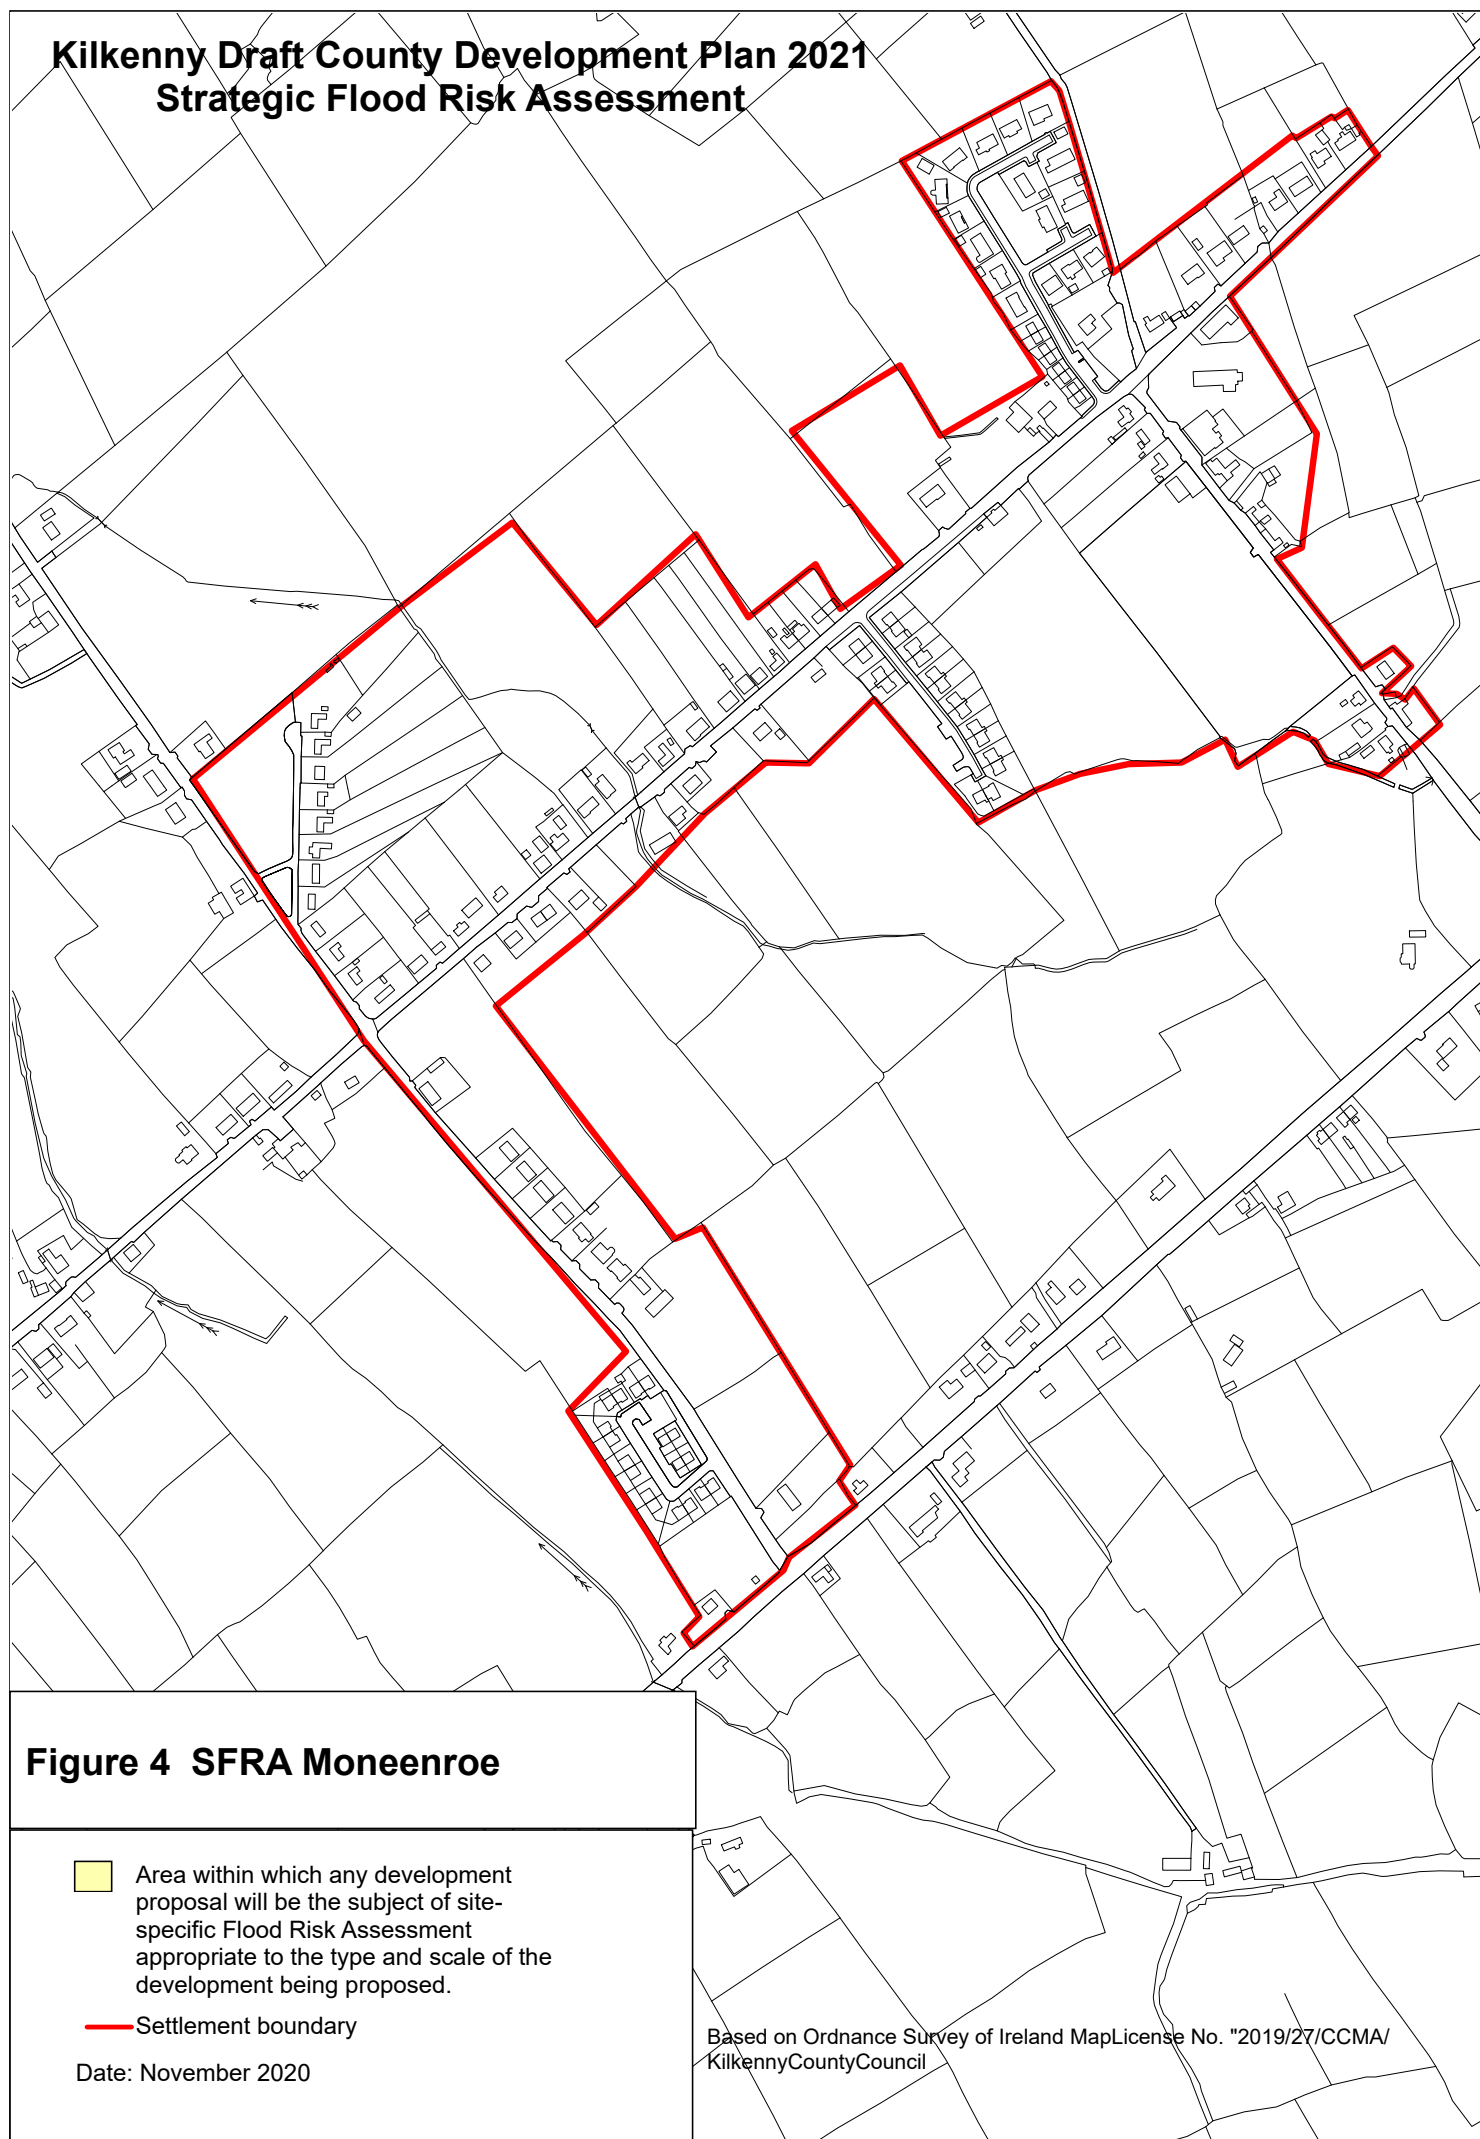 Kilkenny Draft County Development Plan 2021
Strategic Flood Risk Assessment
Figure 4 SFRA Moneenroe
Area within which any development
proposal will be the subject of site-
specific Flood Risk Assessment
appropriate to the type and scale of the
development being proposed.
Settlement boundary
Date: November 2020
Based on Ordnance Survey of Ireland MapLicense No. "2019/27/CCMA/
KilkennyCountyCouncil